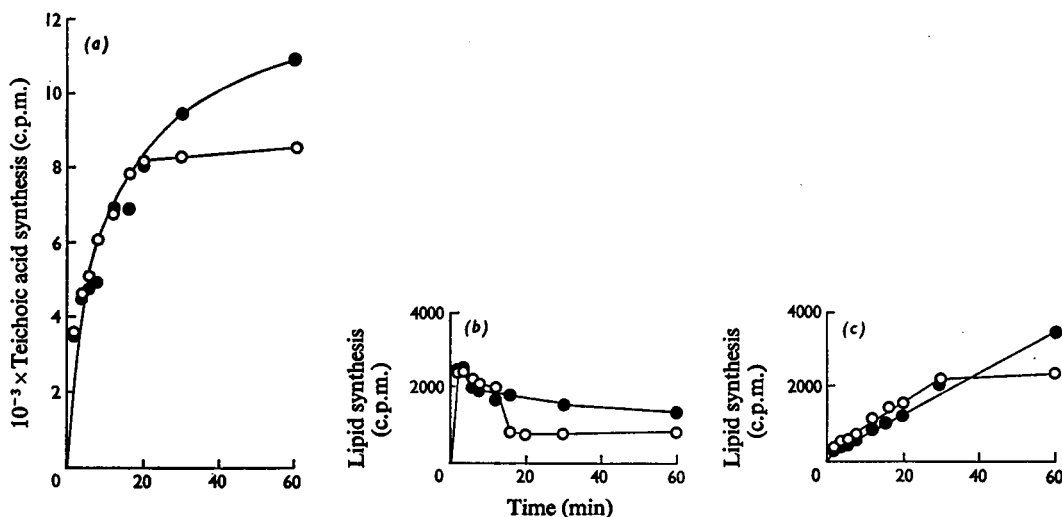 (a)
12
10
8
6
4
2
0
20
40
60
10⁻³ × Teichoic acid synthesis (c.p.m.)
(b)
4000
2000
0
20
40
60
Lipid synthesis
(c.p.m.)
Time (min)
(c)
4000
2000
0
20
40
60
Lipid synthesis
(c.p.m.)